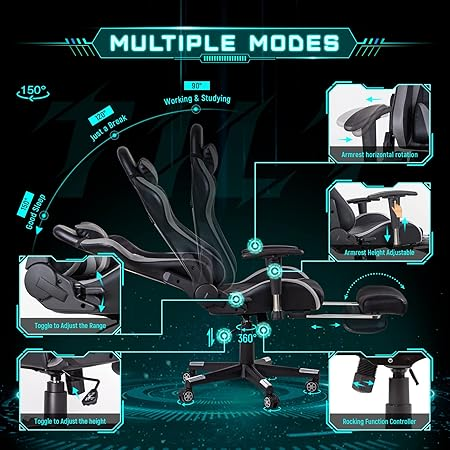 MULTIPLE MODES
150°
90°
Working & Studying
120°
Just a Break
150°
Good Sleep
Armrest horizontal rotation
Armrest Height Adjustable
Toggle to Adjust the Range
360°
Toggle to Adjust the height
Rocking Function Controller